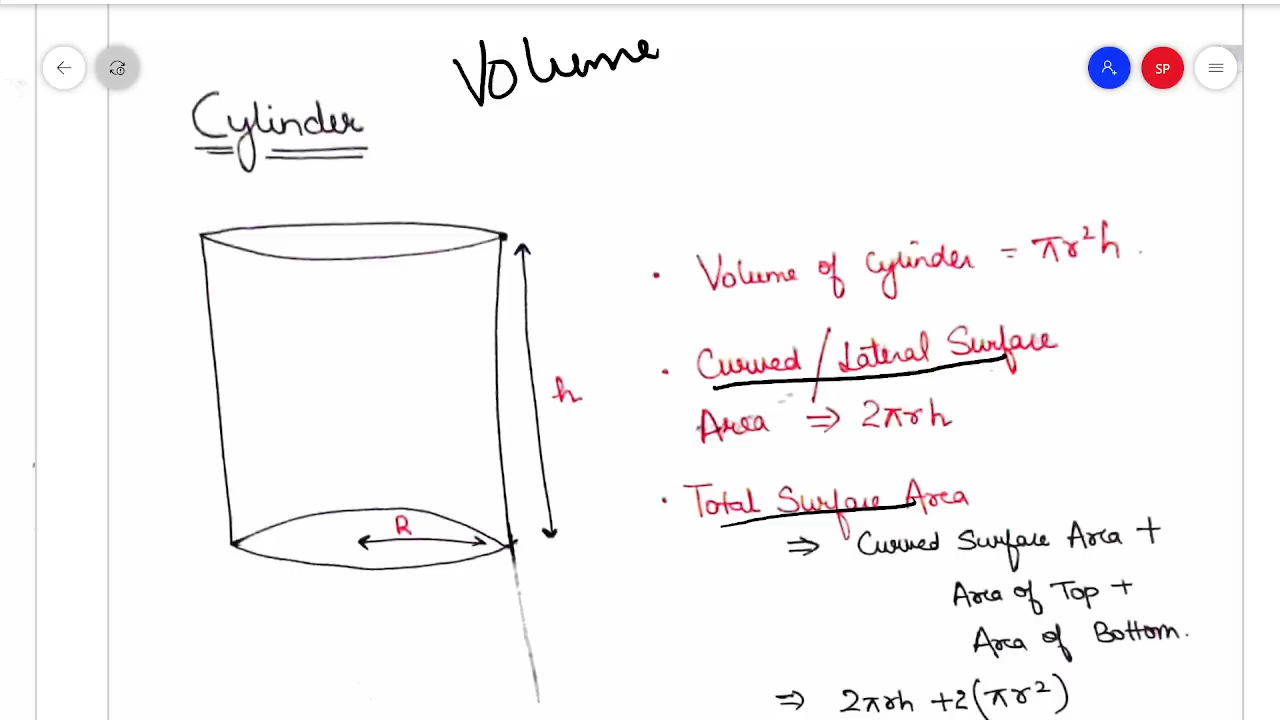 Volume
SP
Cylinder
• Volume of Cylinder = πr²h.
• Curved / Lateral Surface
h
Area ⇒ 2πrh
• Total Surface Area
R
⇒ Curved Surface Area +
Area of Top +
Area of Bottom.
⇒ 2πrh + 2(πr²)